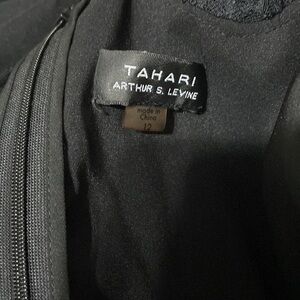 TAHARI
ARTHUR S. LEVINE
made in
China
12